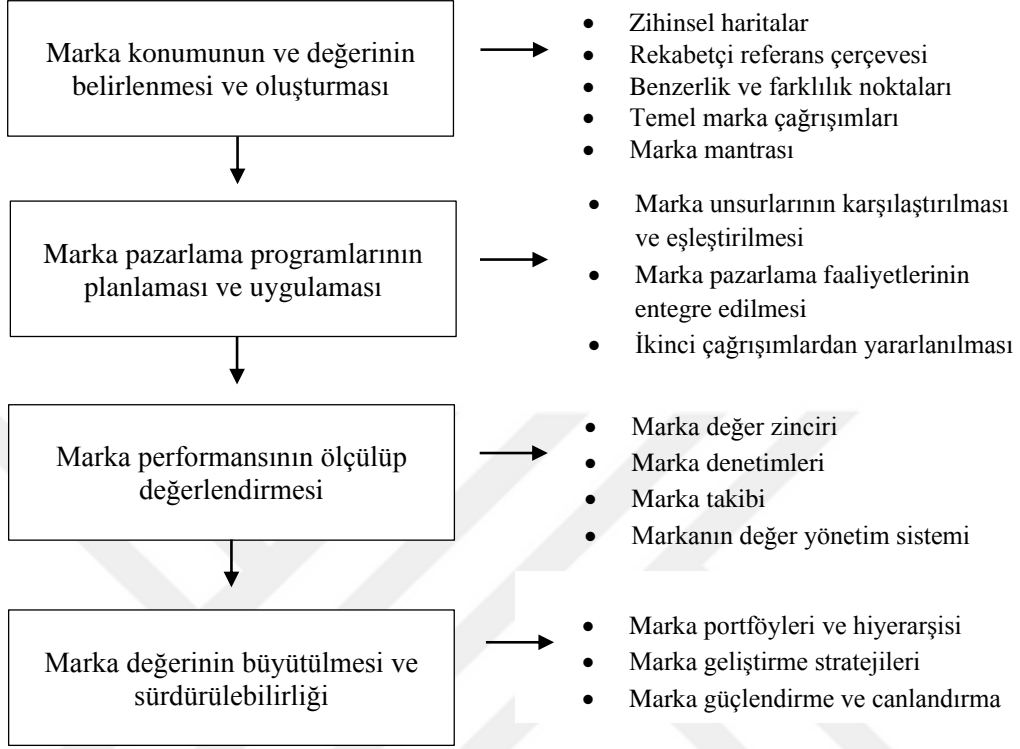 Marka konumunun ve değerinin
belirlenmesi ve oluşturması
• Zihinsel haritalar
• Rekabetçi referans çerçevesi
• Benzerlik ve farklılık noktaları
• Temel marka çağrışımları
• Marka mantrası
Marka pazarlama programlarının
planlaması ve uygulaması
• Marka unsurlarının karşılaştırılması
ve eşleştirilmesi
• Marka pazarlama faaliyetlerinin
entegre edilmesi
• İkinci çağrışımlardan yararlanılması
Marka performansının ölçülüp
değerlendirmesi
• Marka değer zinciri
• Marka denetimleri
• Marka takibi
• Markanın değer yönetim sistemi
Marka değerinin büyütülmesi ve
sürdürülebilirliği
• Marka portföyleri ve hiyerarşisi
• Marka geliştirme stratejileri
• Marka güçlendirme ve canlandırma